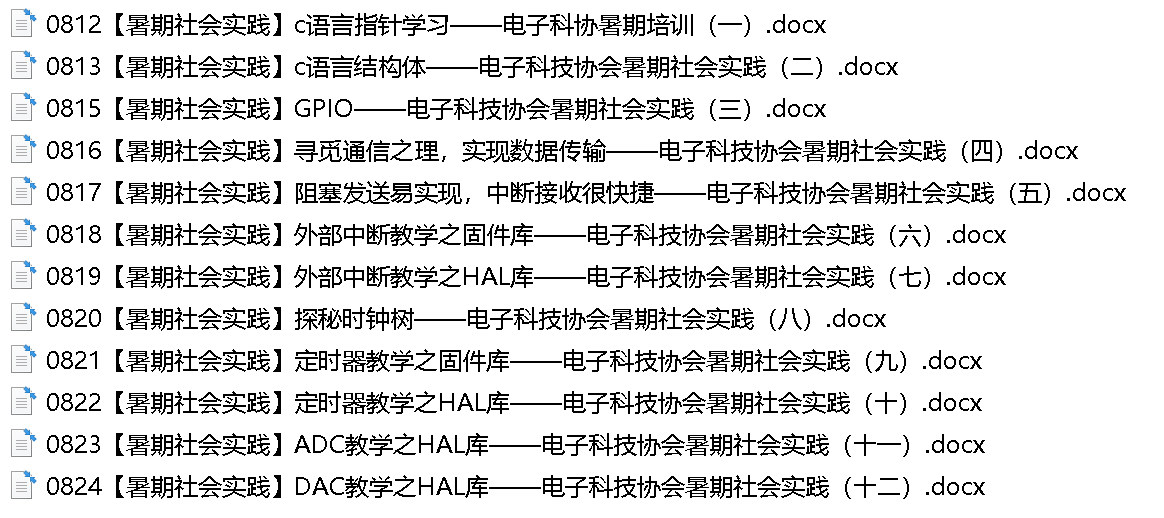 0812【暑期社会实践】c语言指针学习——电子科协暑期培训（一）.docx
0813【暑期社会实践】c语言结构体——电子科技协会暑期社会实践（二）.docx
0815【暑期社会实践】GPIO——电子科技协会暑期社会实践（三）.docx
0816【暑期社会实践】寻觅通信之理，实现数据传输——电子科技协会暑期社会实践（四）.docx
0817【暑期社会实践】阻塞发送易实现，中断接收很快捷——电子科技协会暑期社会实践（五）.docx
0818【暑期社会实践】外部中断教学之固件库——电子科技协会暑期社会实践（六）.docx
0819【暑期社会实践】外部中断教学之HAL库——电子科技协会暑期社会实践（七）.docx
0820【暑期社会实践】探秘时钟树——电子科技协会暑期社会实践（八）.docx
0821【暑期社会实践】定时器教学之固件库——电子科技协会暑期社会实践（九）.docx
0822【暑期社会实践】定时器教学之HAL库——电子科技协会暑期社会实践（十）.docx
0823【暑期社会实践】ADC教学之HAL库——电子科技协会暑期社会实践（十一）.docx
0824【暑期社会实践】DAC教学之HAL库——电子科技协会暑期社会实践（十二）.docx